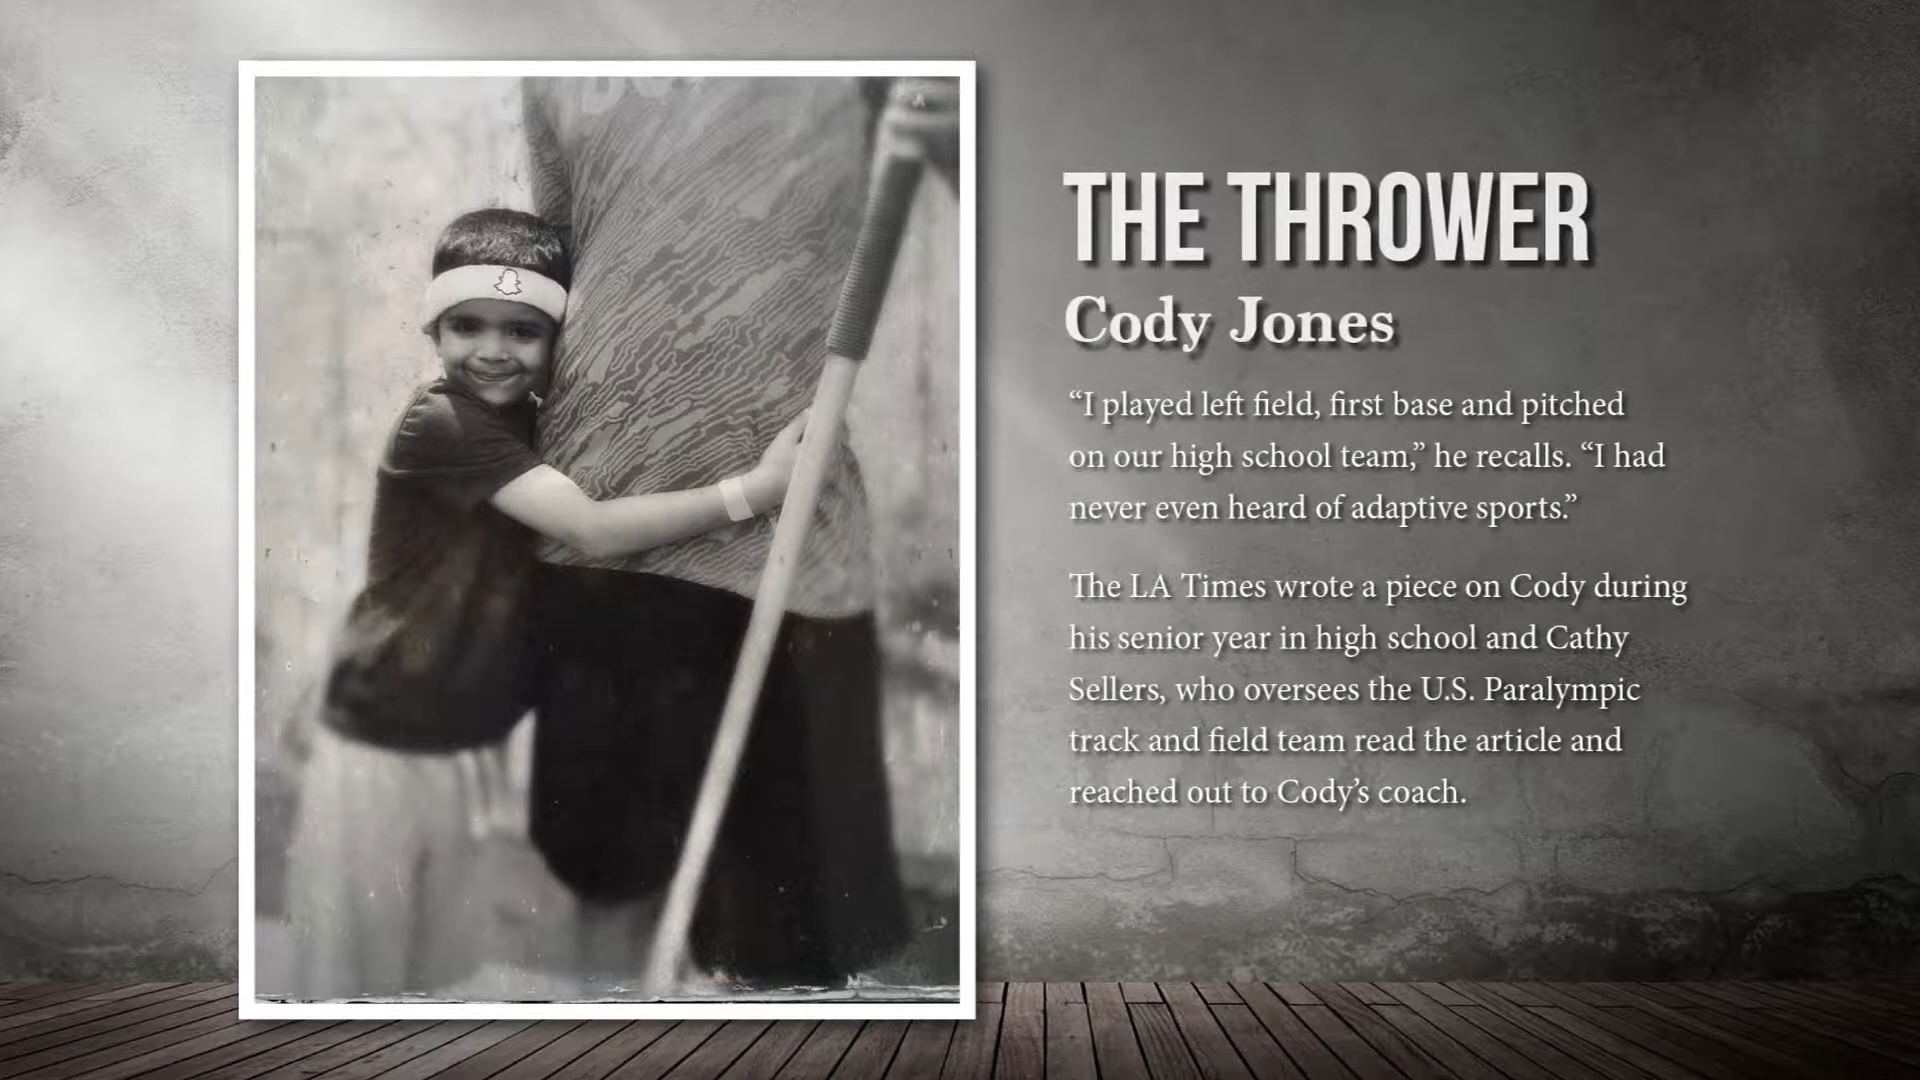 THE THROWER
Cody Jones
“I played left field, first base and pitched
on our high school team,” he recalls. “I had
never even heard of adaptive sports.”
The LA Times wrote a piece on Cody during
his senior year in high school and Cathy
Sellers, who oversees the U.S. Paralympic
track and field team read the article and
reached out to Cody’s coach.